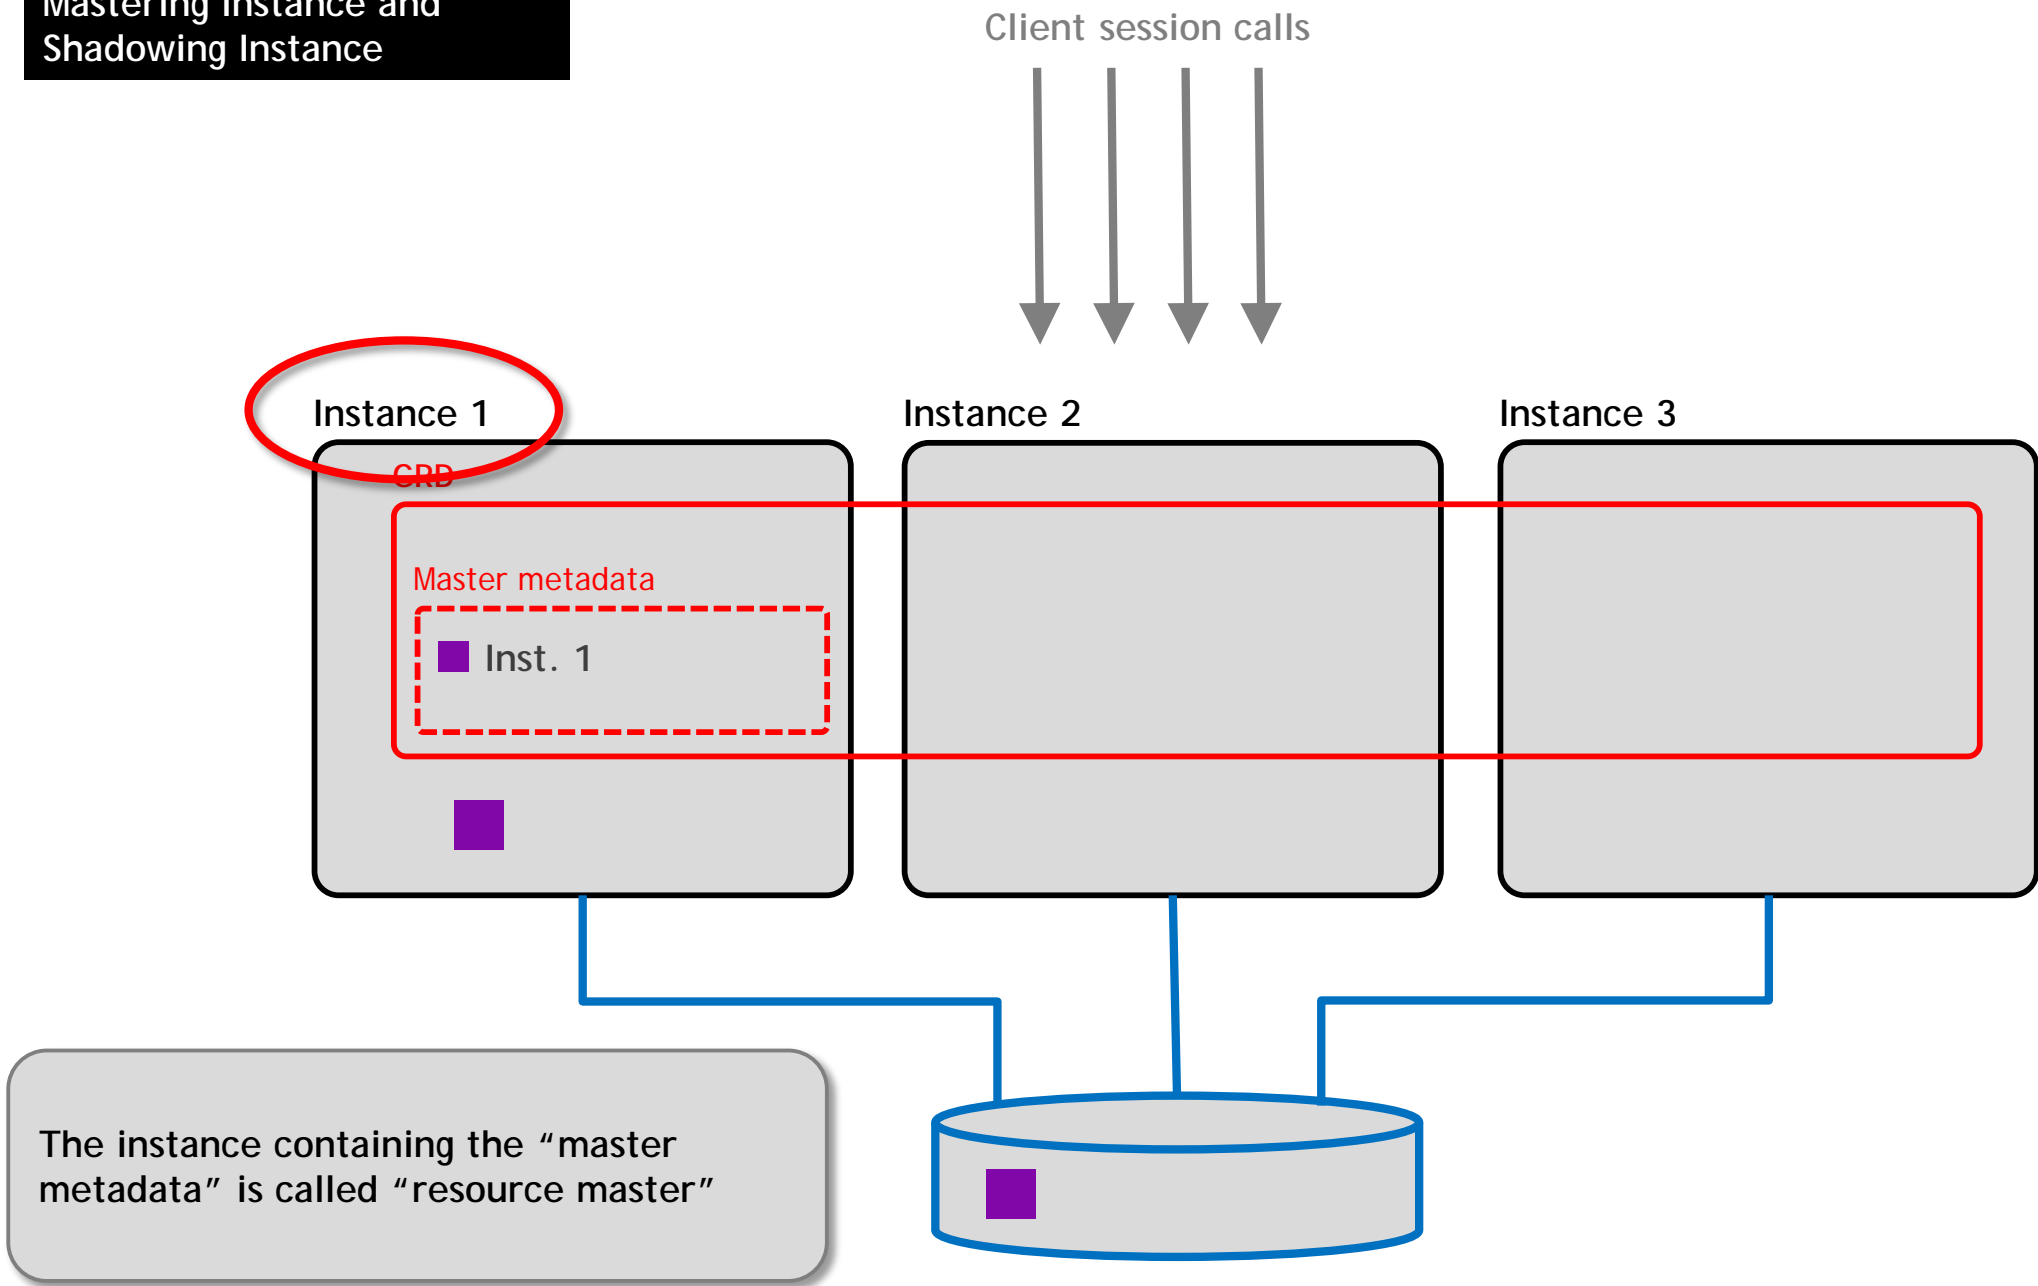 Mastering Instance and
Shadowing Instance
Client session calls
Instance 1
Instance 2
Instance 3
GRD
Master metadata
Inst. 1
The instance containing the “master
metadata” is called “resource master”